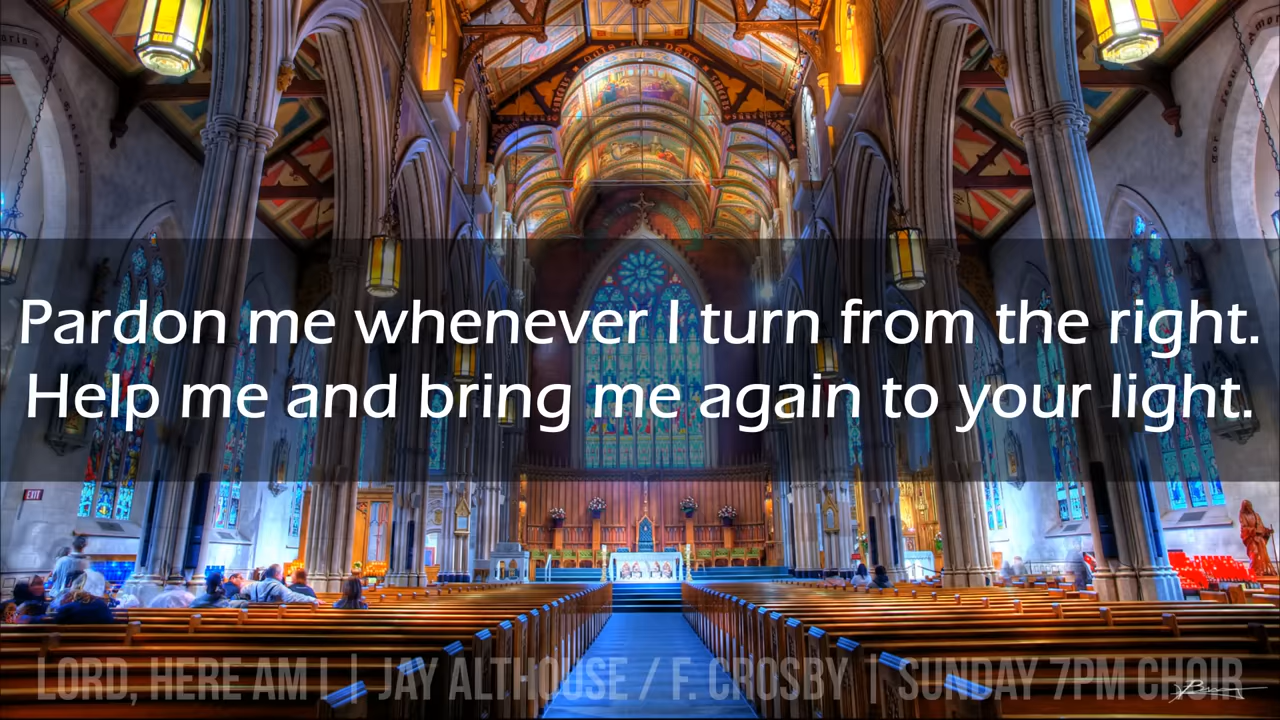 Pardon me whenever I turn from the right.
Help me and bring me again to your light.
EXIT
LORD, HERE AM I | JAY ALTHOUSE / F. CROSBY | SUNDAY 7PM CHOIR